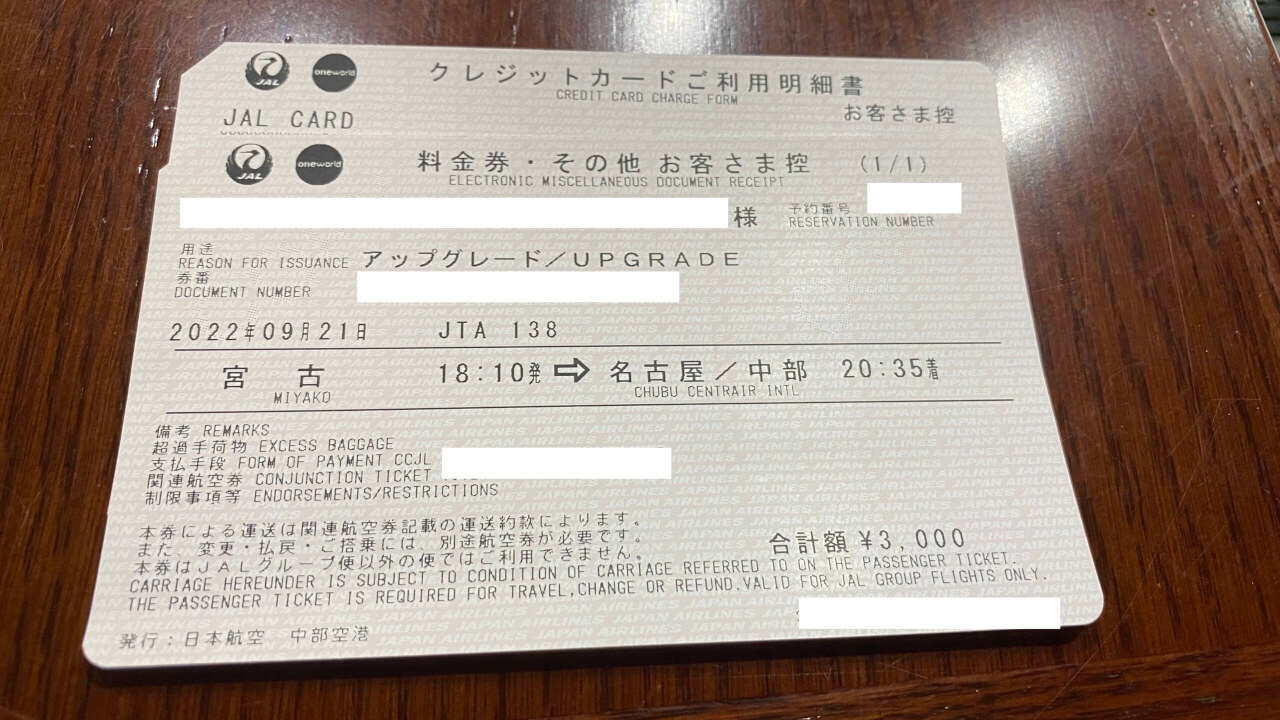 JAL oneworld クレジットカードご利用明細書
CREDIT CARD CHARGE FORM
JAL CARD お客さま控
JAL oneworld 料金券・その他 お客さま控 (1/1)
ELECTRONIC MISCELLANEOUS DOCUMENT RECEIPT
様 予約番号
RESERVATION NUMBER
用途
REASON FOR ISSUANCE アップグレード/UPGRADE
券番
DOCUMENT NUMBER
2022年09月21日 JTA 138
宮 古 18:10発 ⇨ 名古屋/中部 20:35着
MIYAKO CHUBU CENTRAIR INTL
備考 REMARKS
超過手荷物 EXCESS BAGGAGE
支払手段 FORM OF PAYMENT CCJL
関連航空券 CONJUNCTION TICKET
制限事項等 ENDORSEMENTS/RESTRICTIONS
本券による運送は関連航空券記載の運送約款によります。
また、変更・払戻・ご搭乗には、別途航空券が必要です。
本券はJALグループ便以外の便ではご利用できません。 合計額 ¥3,000
CARRIAGE HEREUNDER IS SUBJECT TO CONDITION OF CARRIAGE REFERRED TO ON THE PASSENGER TICKET.
THE PASSENGER TICKET IS REQUIRED FOR TRAVEL,CHANGE OR REFUND.VALID FOR JAL GROUP FLIGHTS ONLY.
発行:日本航空 中部空港